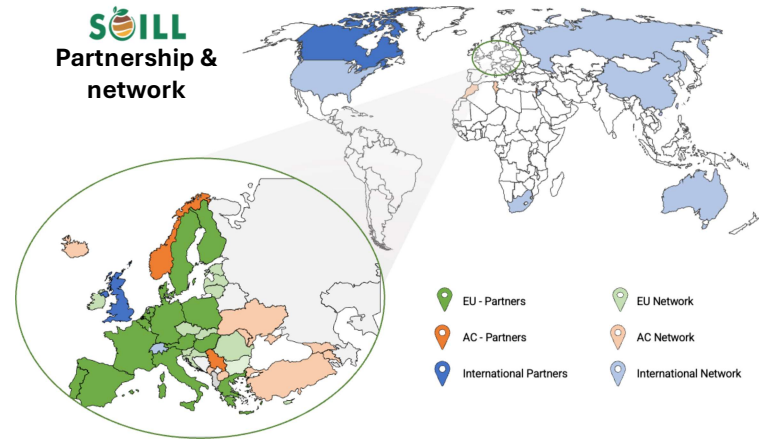 SOILL
Partnership &
network
EU - Partners
EU Network
AC - Partners
AC Network
International Partners
International Network